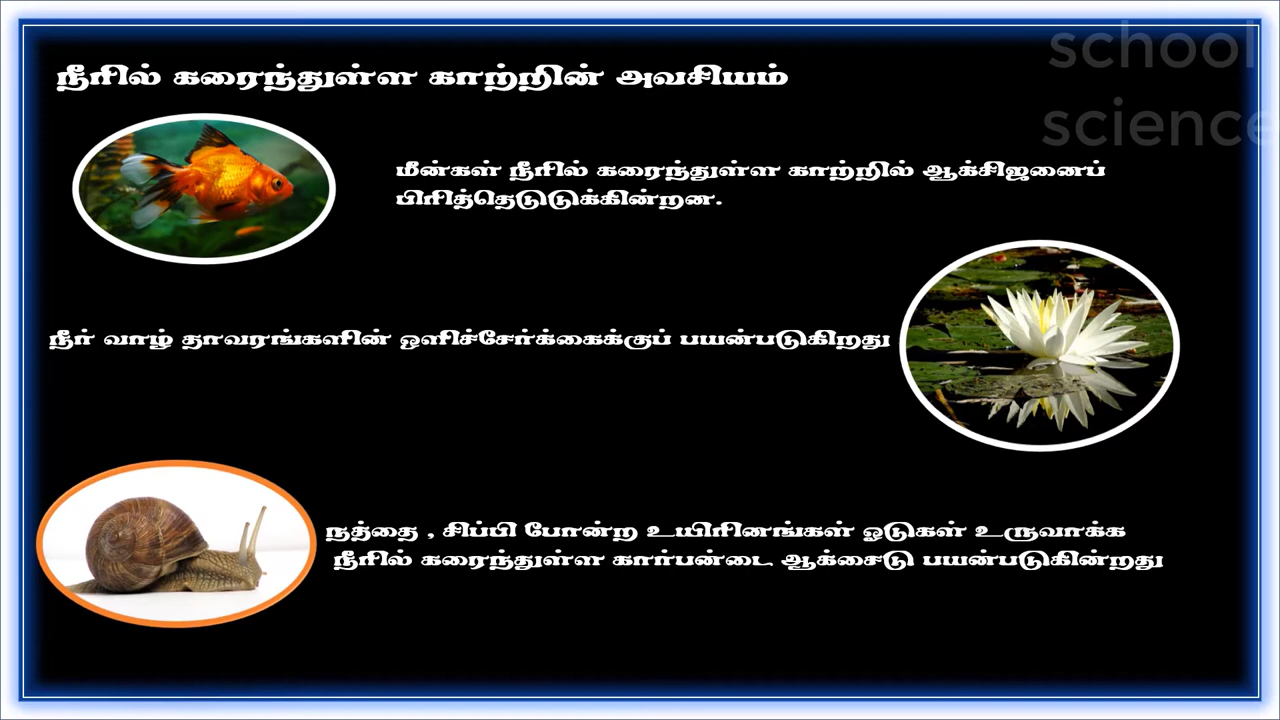 school
science
நீரில் கரைந்துள்ள காற்றின் அவசியம்
மீன்கள் நீரில் கரைந்துள்ள காற்றில் ஆக்சிஜனைப்
பிரித்தெடுடுக்கின்றன.
நீர் வாழ் தாவரங்களின் ஒளிச்சேர்க்கைக்குப் பயன்படுகிறது
நத்தை , சிப்பி போன்ற உயிரினங்கள் ஓடுகள் உருவாக்க
நீரில் கரைந்துள்ள கார்பன்டை ஆக்சைடு பயன்படுகின்றது